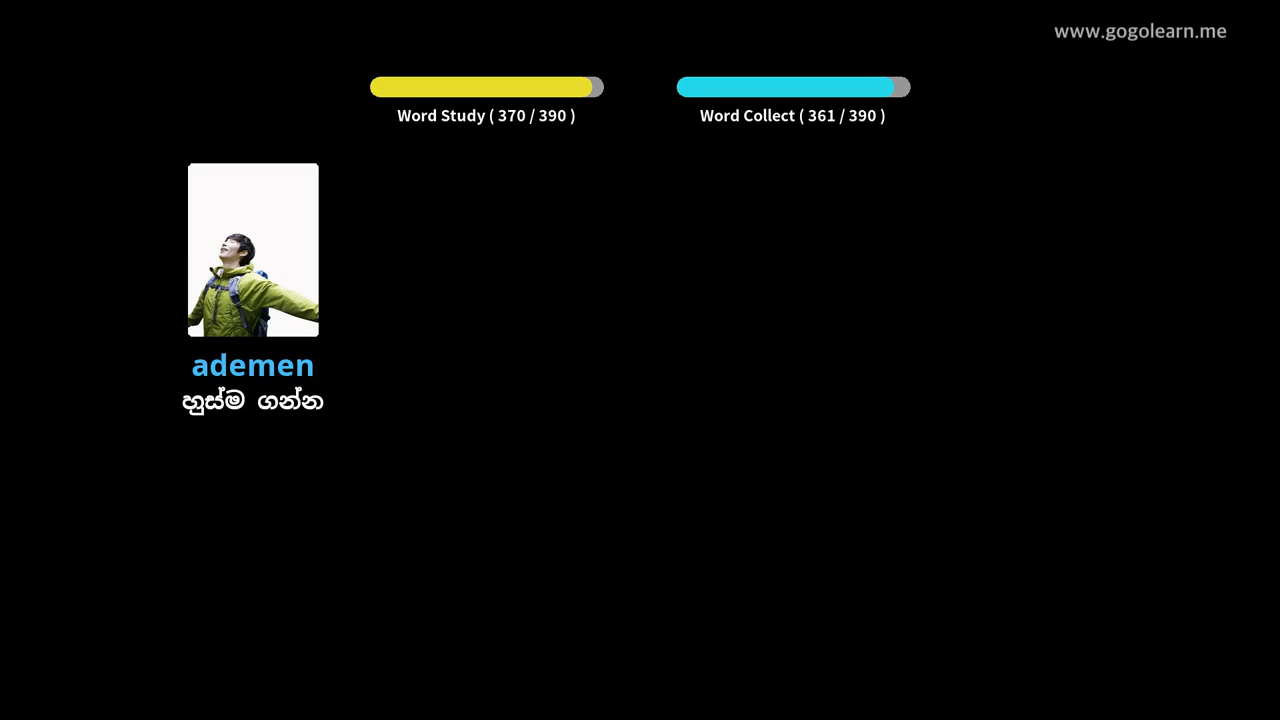 www.gogolearn.me
Word Study ( 370 / 390 )
Word Collect ( 361 / 390 )
ademen
හුස්ම ගන්න